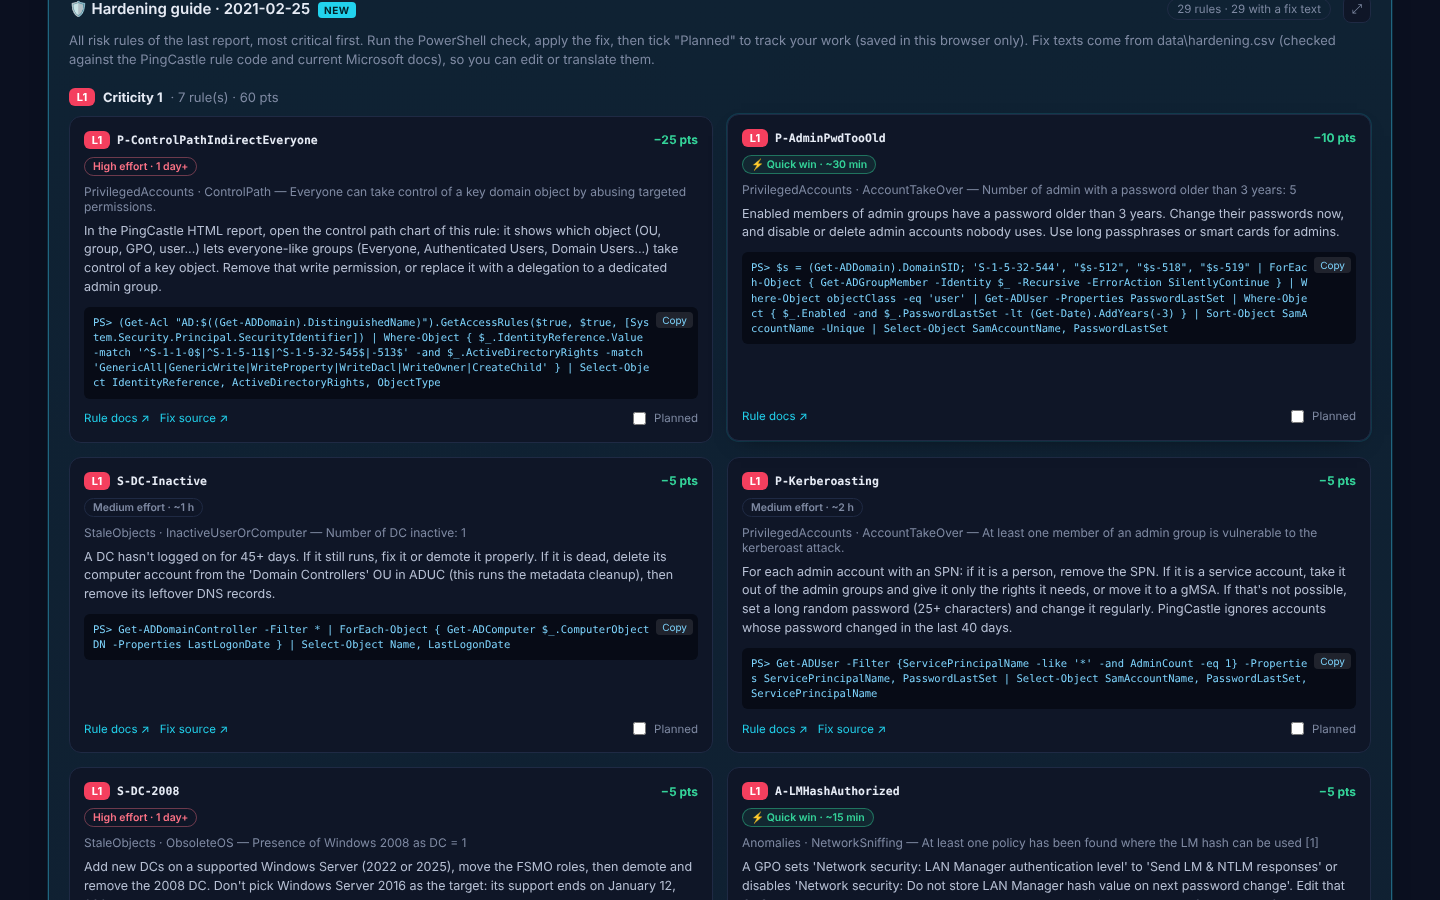 🛡️ Hardening guide · 2021-02-25 NEW
29 rules · 29 with a fix text
All risk rules of the last report, most critical first. Run the PowerShell check, apply the fix, then tick "Planned" to track your work (saved in this browser only). Fix texts come from data\hardening.csv (checked
against the PingCastle rule code and current Microsoft docs), so you can edit or translate them.
L1 Criticity 1 · 7 rule(s) · 60 pts
L1 P-ControlPathIndirectEveryone −25 pts
High effort · 1 day+
PrivilegedAccounts · ControlPath — Everyone can take control of a key domain object by abusing targeted
permissions.
In the PingCastle HTML report, open the control path chart of this rule: it shows which object (OU,
group, GPO, user...) lets everyone-like groups (Everyone, Authenticated Users, Domain Users...) take
control of a key object. Remove that write permission, or replace it with a delegation to a dedicated
admin group.
PS> (Get-Acl "AD:$((Get-ADDomain).DistinguishedName)").GetAccessRules($true, $true, [Sys
tem.Security.Principal.SecurityIdentifier]) | Where-Object { $_.IdentityReference.Value
-match '^S-1-1-0$|^S-1-5-11$|^S-1-5-32-545$|-513$' -and $_.ActiveDirectoryRights -match
'GenericAll|GenericWrite|WriteProperty|WriteDacl|WriteOwner|CreateChild' } | Select-Obje
ct IdentityReference, ActiveDirectoryRights, ObjectType
Copy
Rule docs ↗ Fix source ↗ Planned
L1 P-AdminPwdTooOld −10 pts
⚡ Quick win · ~30 min
PrivilegedAccounts · AccountTakeOver — Number of admin with a password older than 3 years: 5
Enabled members of admin groups have a password older than 3 years. Change their passwords now,
and disable or delete admin accounts nobody uses. Use long passphrases or smart cards for admins.
PS> $s = (Get-ADDomain).DomainSID; 'S-1-5-32-544', "$s-512", "$s-518", "$s-519" | ForEac
h-Object { Get-ADGroupMember -Identity $_ -Recursive -ErrorAction SilentlyContinue } | W
here-Object objectClass -eq 'user' | Get-ADUser -Properties PasswordLastSet | Where-Obje
ct { $_.Enabled -and $_.PasswordLastSet -lt (Get-Date).AddYears(-3) } | Sort-Object SamA
ccountName -Unique | Select-Object SamAccountName, PasswordLastSet
Copy
Rule docs ↗ Planned
L1 S-DC-Inactive −5 pts
Medium effort · ~1 h
StaleObjects · InactiveUserOrComputer — Number of DC inactive: 1
A DC hasn't logged on for 45+ days. If it still runs, fix it or demote it properly. If it is dead, delete its
computer account from the 'Domain Controllers' OU in ADUC (this runs the metadata cleanup), then
remove its leftover DNS records.
PS> Get-ADDomainController -Filter * | ForEach-Object { Get-ADComputer $_.ComputerObject
DN -Properties LastLogonDate } | Select-Object Name, LastLogonDate
Copy
Rule docs ↗ Fix source ↗ Planned
L1 P-Kerberoasting −5 pts
Medium effort · ~2 h
PrivilegedAccounts · AccountTakeOver — At least one member of an admin group is vulnerable to the
kerberoast attack.
For each admin account with an SPN: if it is a person, remove the SPN. If it is a service account, take it
out of the admin groups and give it only the rights it needs, or move it to a gMSA. If that's not possible,
set a long random password (25+ characters) and change it regularly. PingCastle ignores accounts
whose password changed in the last 40 days.
PS> Get-ADUser -Filter {ServicePrincipalName -like '*' -and AdminCount -eq 1} -Propertie
s ServicePrincipalName, PasswordLastSet | Select-Object SamAccountName, PasswordLastSet,
ServicePrincipalName
Copy
Rule docs ↗ Fix source ↗ Planned
L1 S-DC-2008 −5 pts
High effort · 1 day+
StaleObjects · ObsoleteOS — Presence of Windows 2008 as DC = 1
Add new DCs on a supported Windows Server (2022 or 2025), move the FSMO roles, then demote and
remove the 2008 DC. Don't pick Windows Server 2016 as the target: its support ends on January 12,
L1 A-LMHashAuthorized −5 pts
⚡ Quick win · ~15 min
Anomalies · NetworkSniffing — At least one policy has been found where the LM hash can be used [1]
A GPO sets 'Network security: LAN Manager authentication level' to 'Send LM & NTLM responses' or
disables 'Network security: Do not store LAN Manager hash value on next password change'. Edit that